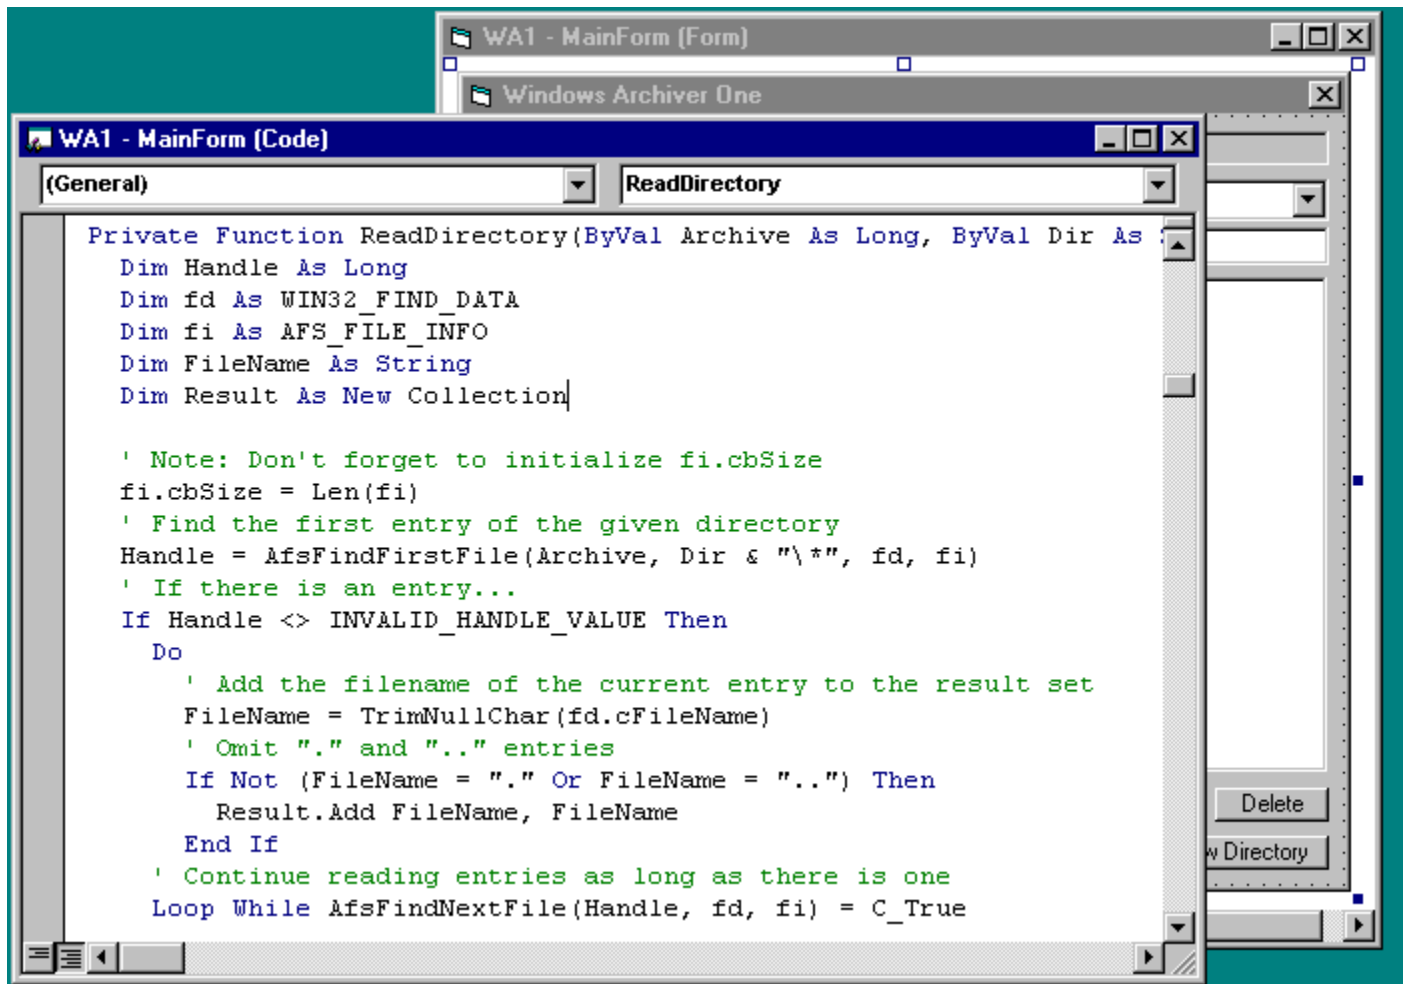 WA1 - MainForm (Form)
Windows Archiver One
WA1 - MainForm (Code)
(General)
ReadDirectory
Private Function ReadDirectory(ByVal Archive As Long, ByVal Dir As
Dim Handle As Long
Dim fd As WIN32_FIND_DATA
Dim fi As AFS_FILE_INFO
Dim FileName As String
Dim Result As New Collection
' Note: Don't forget to initialize fi.cbSize
fi.cbSize = Len(fi)
' Find the first entry of the given directory
Handle = AfsFindFirstFile(Archive, Dir & "\*", fd, fi)
' If there is an entry...
If Handle <> INVALID_HANDLE_VALUE Then
Do
' Add the filename of the current entry to the result set
FileName = TrimNullChar(fd.cFileName)
' Omit "." and ".." entries
If Not (FileName = "." Or FileName = "..") Then
Result.Add FileName, FileName
End If
' Continue reading entries as long as there is one
Loop While AfsFindNextFile(Handle, fd, fi) = C_True
Delete
w Directory